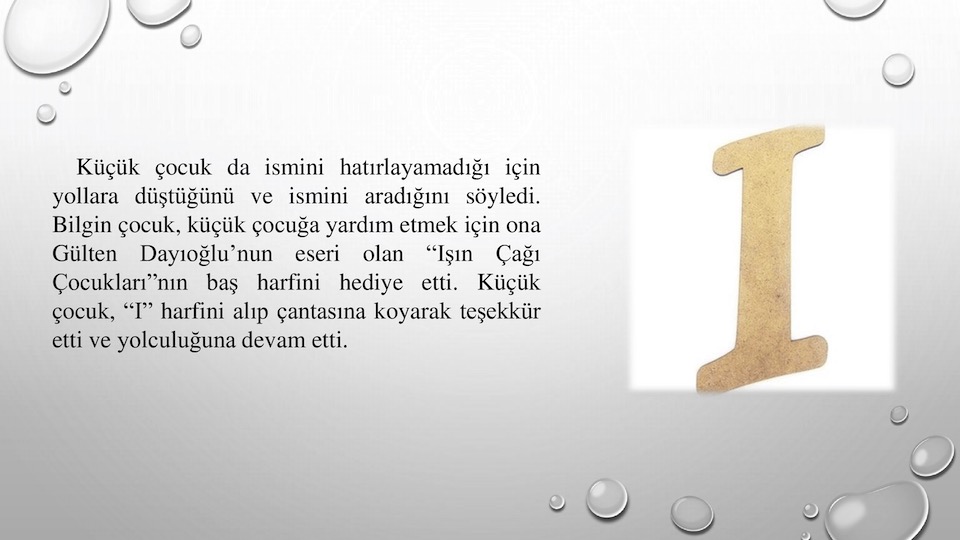 Küçük çocuk da ismini hatırlayamadığı için
yollara düştüğünü ve ismini aradığını söyledi.
Bilgin çocuk, küçük çocuğa yardım etmek için ona
Gülten Dayıoğlu’nun eseri olan “Işın Çağı
Çocukları”nın baş harfini hediye etti. Küçük
çocuk, “I” harfini alıp çantasına koyarak teşekkür
etti ve yolculuğuna devam etti.
I